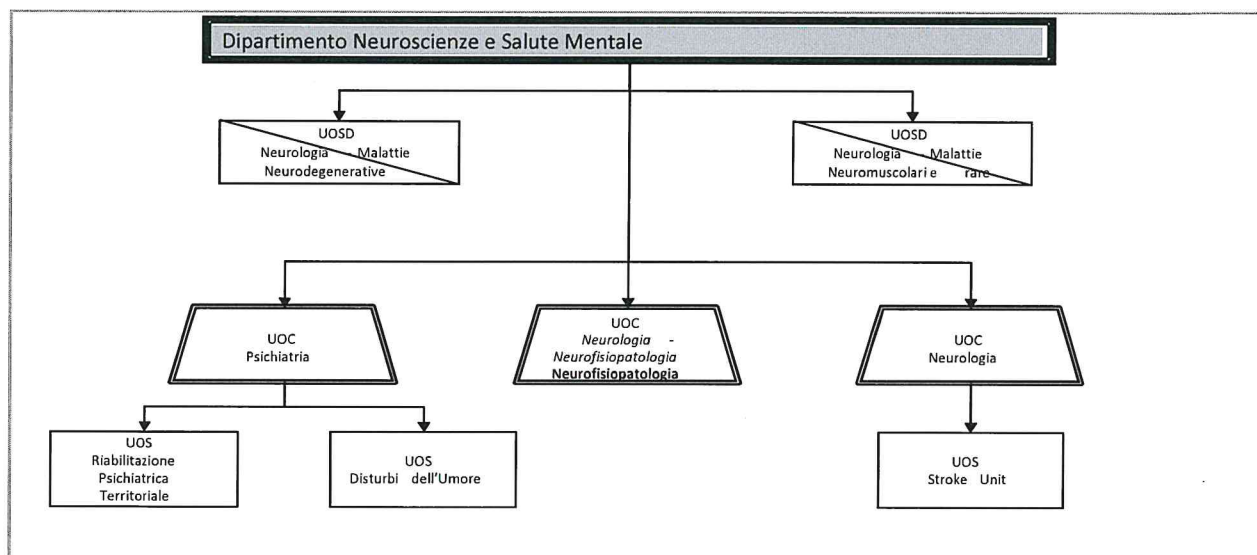 Dipartimento Neuroscienze e Salute Mentale
UOSD
Neurologia - Malattie
Neurodegenerative
UOSD
Neurologia - Malattie
Neuromuscolari e rare
UOC
Psichiatria
UOC
Neurologia -
Neurofisiopatologia
Neurofisiopatologia
UOC
Neurologia
UOS
Riabilitazione
Psichiatrica
Territoriale
UOS
Disturbi dell'Umore
UOS
Stroke Unit